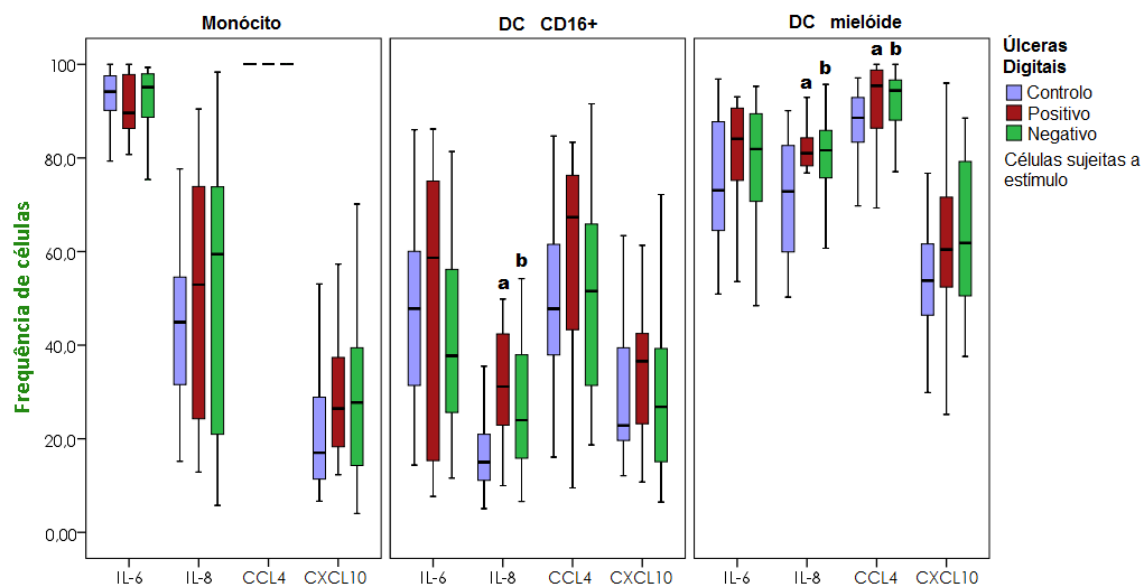 Monócito
DC CD16+
DC mielóide
Úlceras
Digitais
Controlo
Positivo
Negativo
Células sujeitas a
estímulo
Frequência de células
100
80,0
60,0
40,0
20,0
0,00
a
b
a
b
a
b
IL-6 IL-8 CCL4 CXCL10
IL-6 IL-8 CCL4 CXCL10
IL-6 IL-8 CCL4 CXCL10